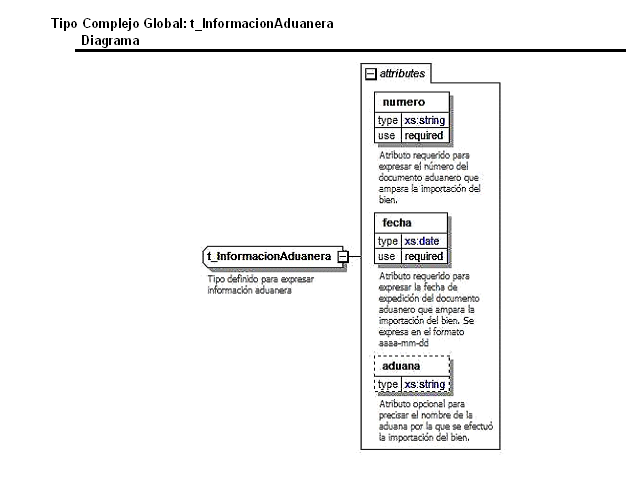 Tipo Complejo Global: t_InformacionAduanera
Diagrama
attributes
numero
type xs:string
use required
Atributo requerido para
expresar el número del
documento aduanero que
ampara la importación del
bien.
fecha
type xs:date
use required
Atributo requerido para
expresar la fecha de
expedición del documento
aduanero que ampara la
importación del bien. Se
expresa en el formato
aaaa-mm-dd
t_InformacionAduanera
Tipo definido para expresar
información aduanera
aduana
type xs:string
Atributo opcional para
precisar el nombre de la
aduana por la que se efectuó
la importación del bien.